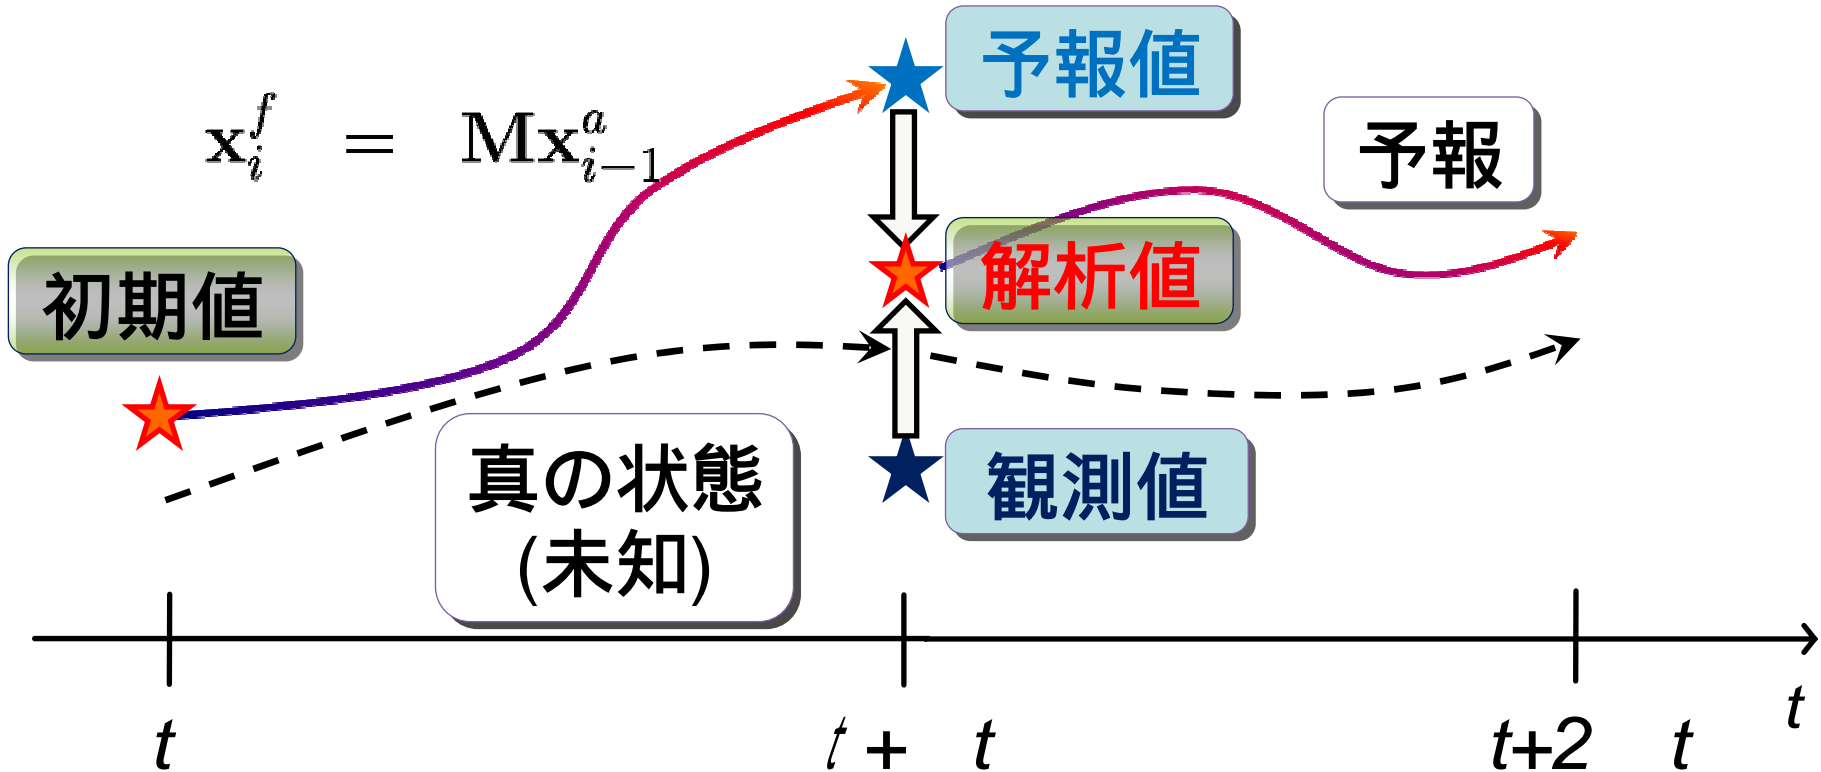 予報値
x_i^f = Mx_{i-1}^a
予報
解析値
初期値
真の状態
(未知)
観測値
t
t + t
t+2 t
t